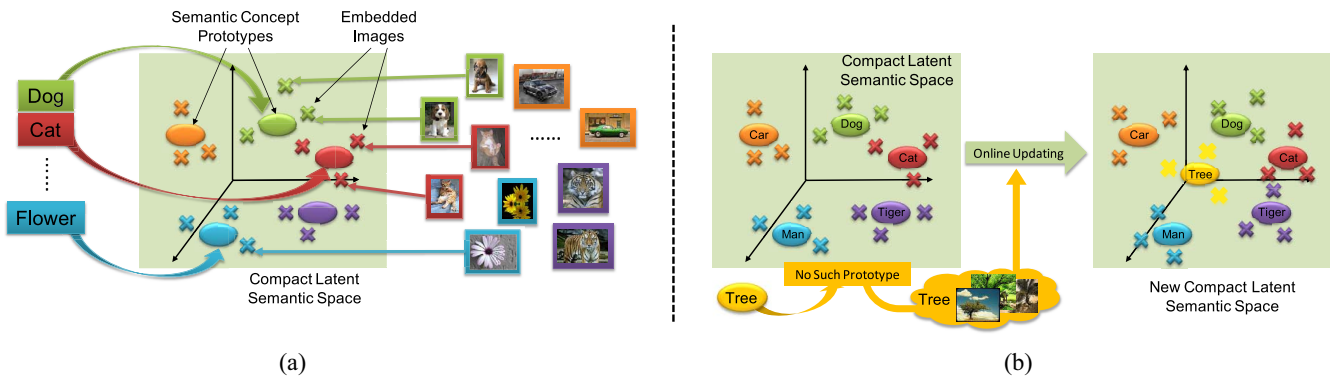 Semantic Concept
Prototypes
Embedded
Images
Dog
Cat
Flower
......
Compact Latent
Semantic Space
(a)
Compact Latent
Semantic Space
Car
Dog
Cat
Man
Tiger
No Such Prototype
Tree
Tree
Online Updating
Car
Dog
Cat
Tree
Tiger
Man
New Compact Latent
Semantic Space
(b)